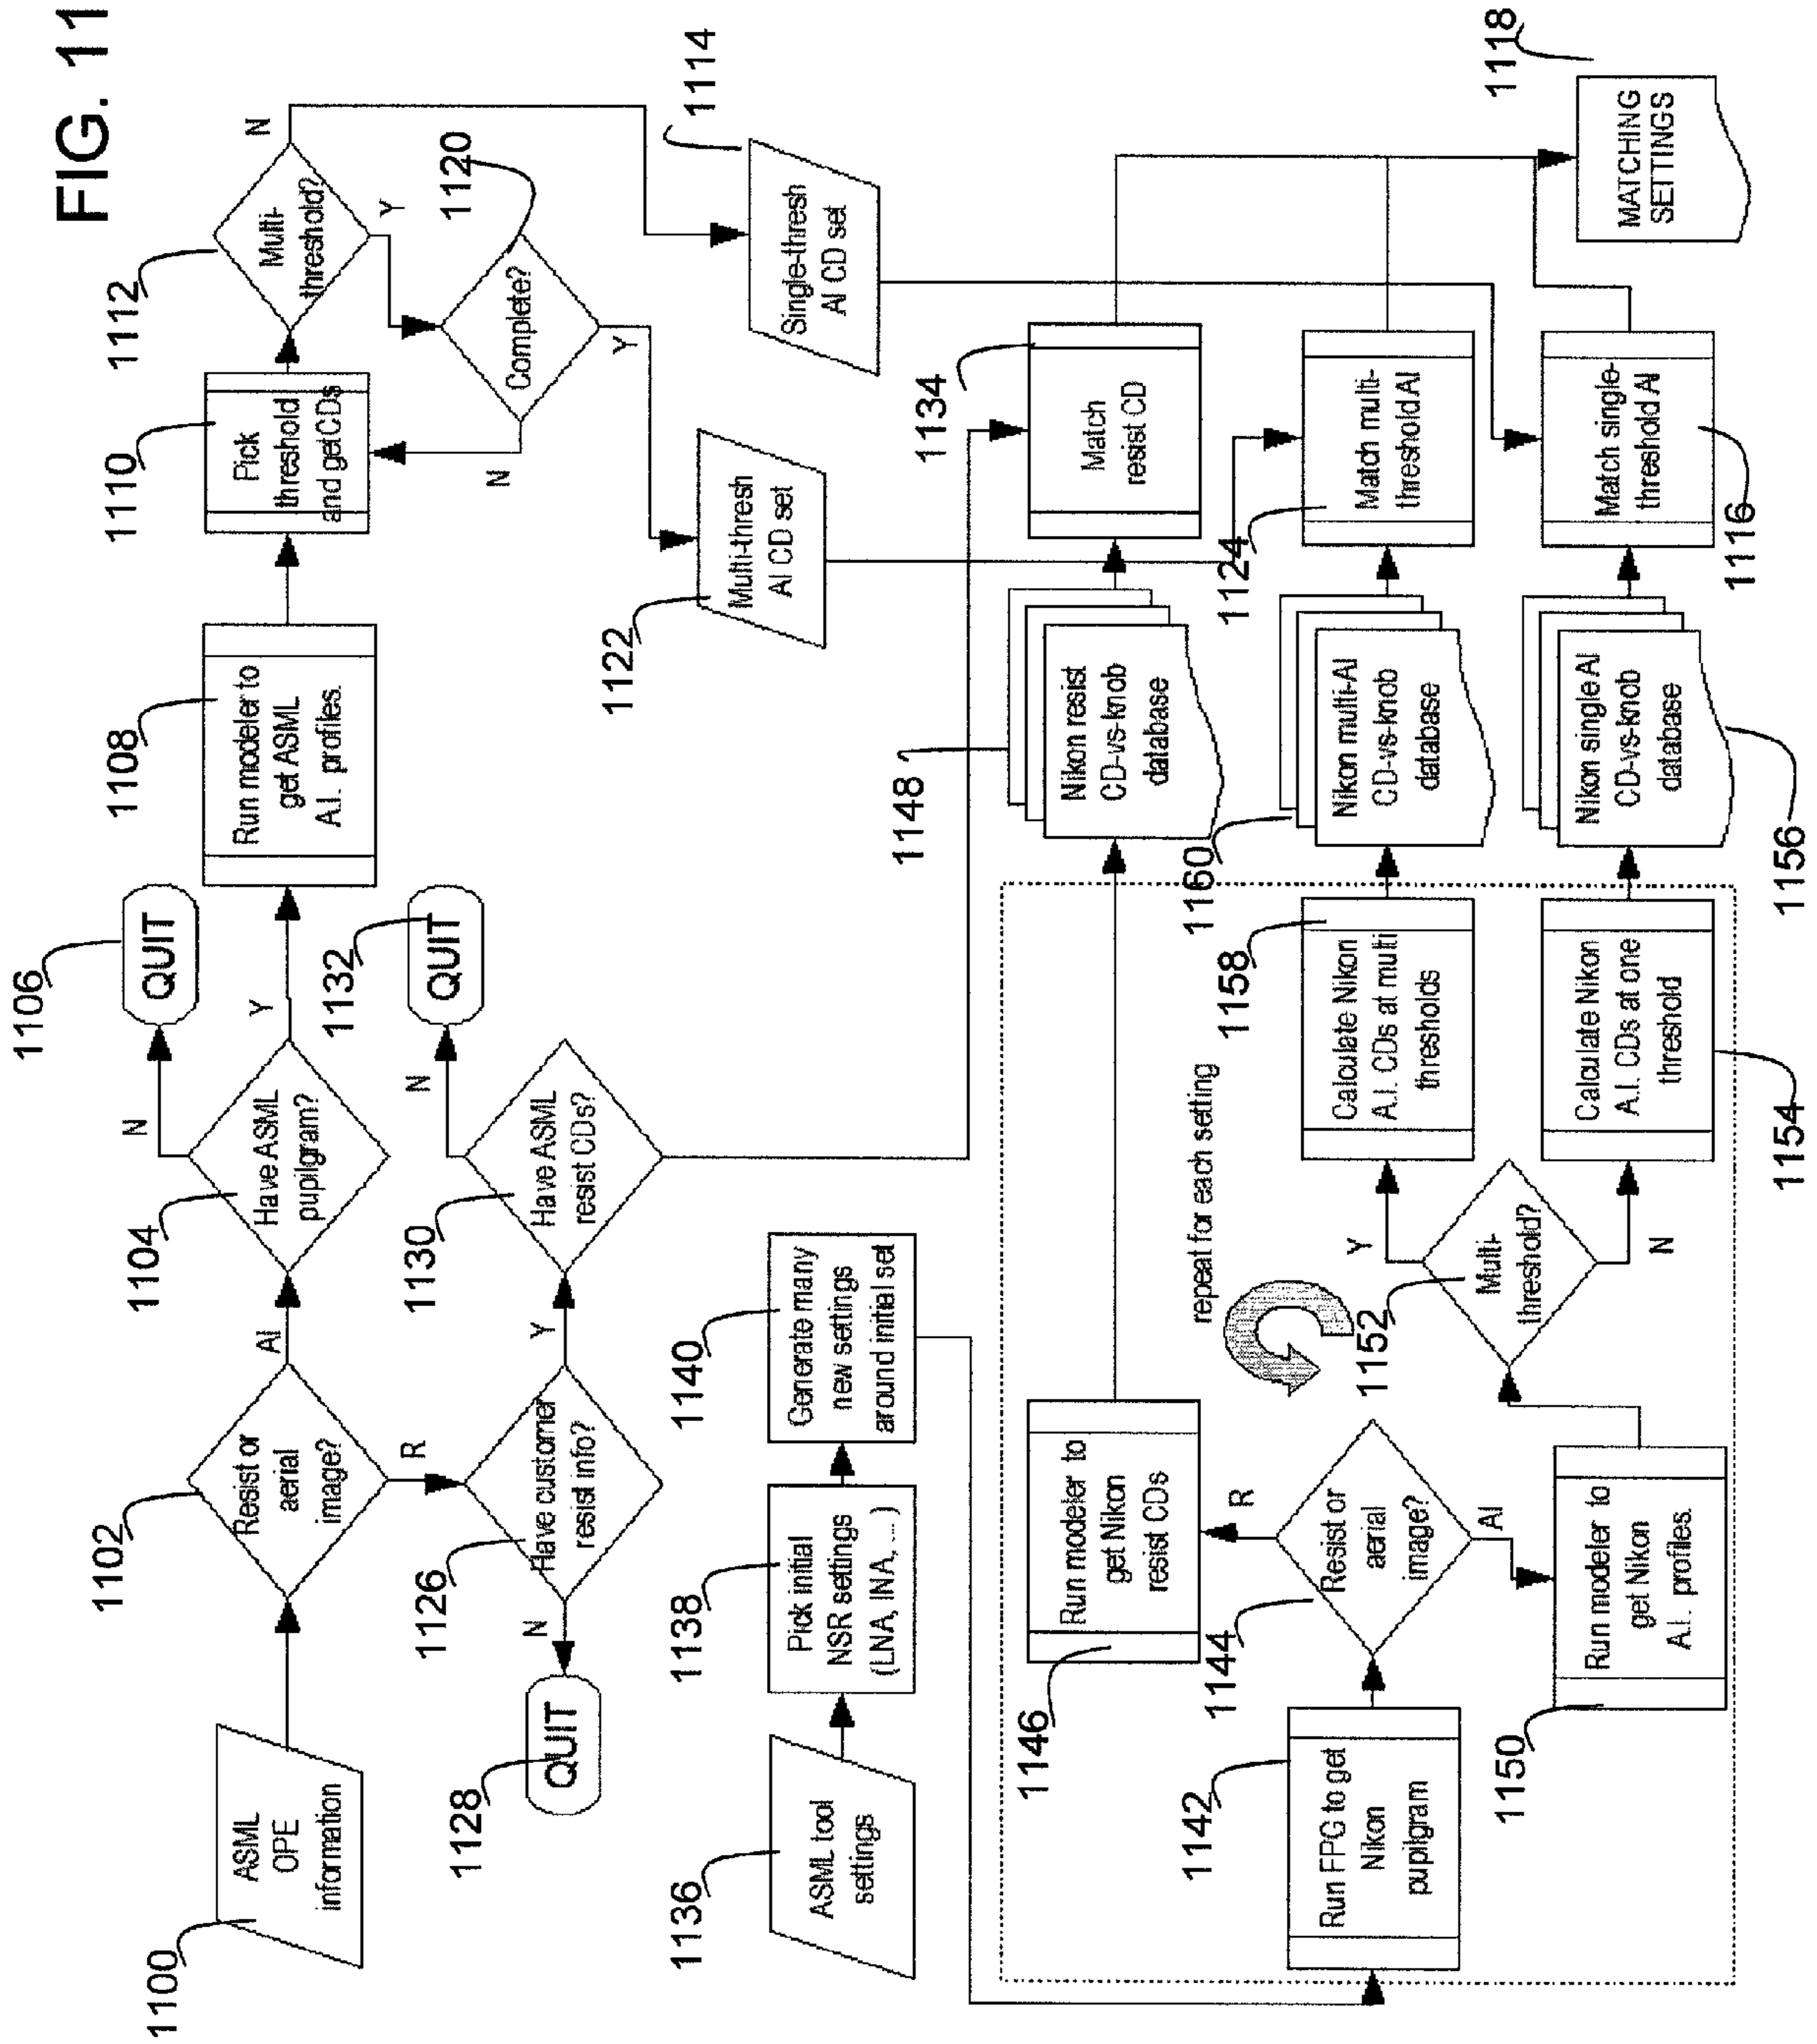 FIG. 11
1100
ASML
OPE
information
1102
Resist or
aerial
image?
AI
R
1104
Have ASML
pupilgram?
N
Y
1106
QUIT
1108
Run modeler to
get ASML
A.I. profiles.
1110
Pick
threshold
and getCDs
1112
Multi-
threshold?
N
Y
1120
Complete?
N
Y
1114
Single-thresh
AI CD set
1122
Multi-thresh
AI CD set
1126
Have customer
resist info?
N
Y
1128
QUIT
1130
Have ASML
resist CDs?
N
1132
QUIT
1136
ASML tool
settings
1138
Pick initial
NSR settings
(LNA, INA, ... )
1140
Generate many
new settings
around initial set
1142
Run FPG to get
Nikon
pupilgram
1144
Resist or
aerial
image?
R
AI
1146
Run modeler to
get Nikon
resist CDs
1150
Run modeler to
get Nikon
A.I. profiles.
repeat for each setting
1152
Multi-
threshold?
Y
N
1158
Calculate Nikon
A.I. CDs at multi
thresholds
1154
Calculate Nikon
A.I. CDs at one
threshold
1148
Nikon resist
CD-vs-knob
database
1160
Nikon multi-AI
CD-vs-knob
database
1156
Nikon single AI
CD-vs-knob
database
1134
Match
resist CD
1124
Match multi-
threshold AI
1116
Match single-
threshold AI
1118
MATCHING
SETTINGS